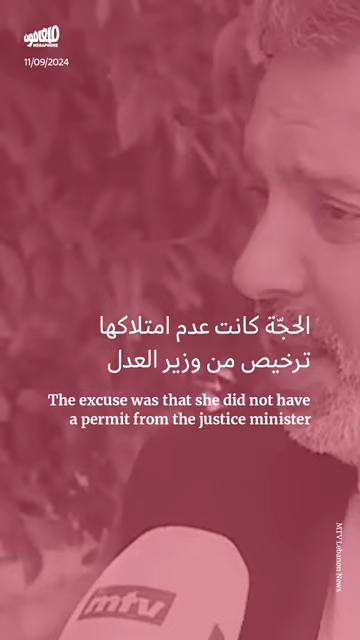 ميغافون
MEGAPHONE
11/09/2024
الحجّة كانت عدم امتلاكها
ترخيص من وزير العدل
The excuse was that she did not have
a permit from the justice minister
MTV Lebanon News
mtv